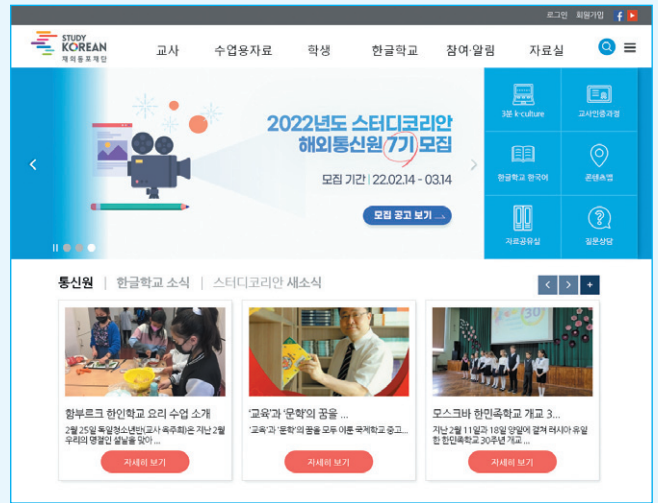 로그인 회원가입
STUDY
KOREAN
재외동포재단
교사 수업용자료 학생 한글학교 참여·알림 자료실
2022년도 스터디코리안
해외통신원 7기 모집
모집 기간 | 22.02.14 - 03.14
모집 공고 보기
3분 k-culture 교사인증과정
한글학교 한국어 콘텐츠맵
자료공유실 질문상담
통신원 | 한글학교 소식 | 스터디코리안 새소식
30
함부르크 한인학교 요리 수업 소개
2월 25일 독일청소년반(교사 옥주희)은 지난 2월
우리의 명절인 설날을 맞아 ...
자세히 보기
'교육'과 '문학'의 꿈을 ...
'교육'과 '문학'의 꿈을 모두 이룬 국제학교 중고...
자세히 보기
모스크바 한민족학교 개교 3...
지난 2월 11일과 18일 양일에 걸쳐 러시아 유일
한 한민족학교 30주년 개교 ...
자세히 보기